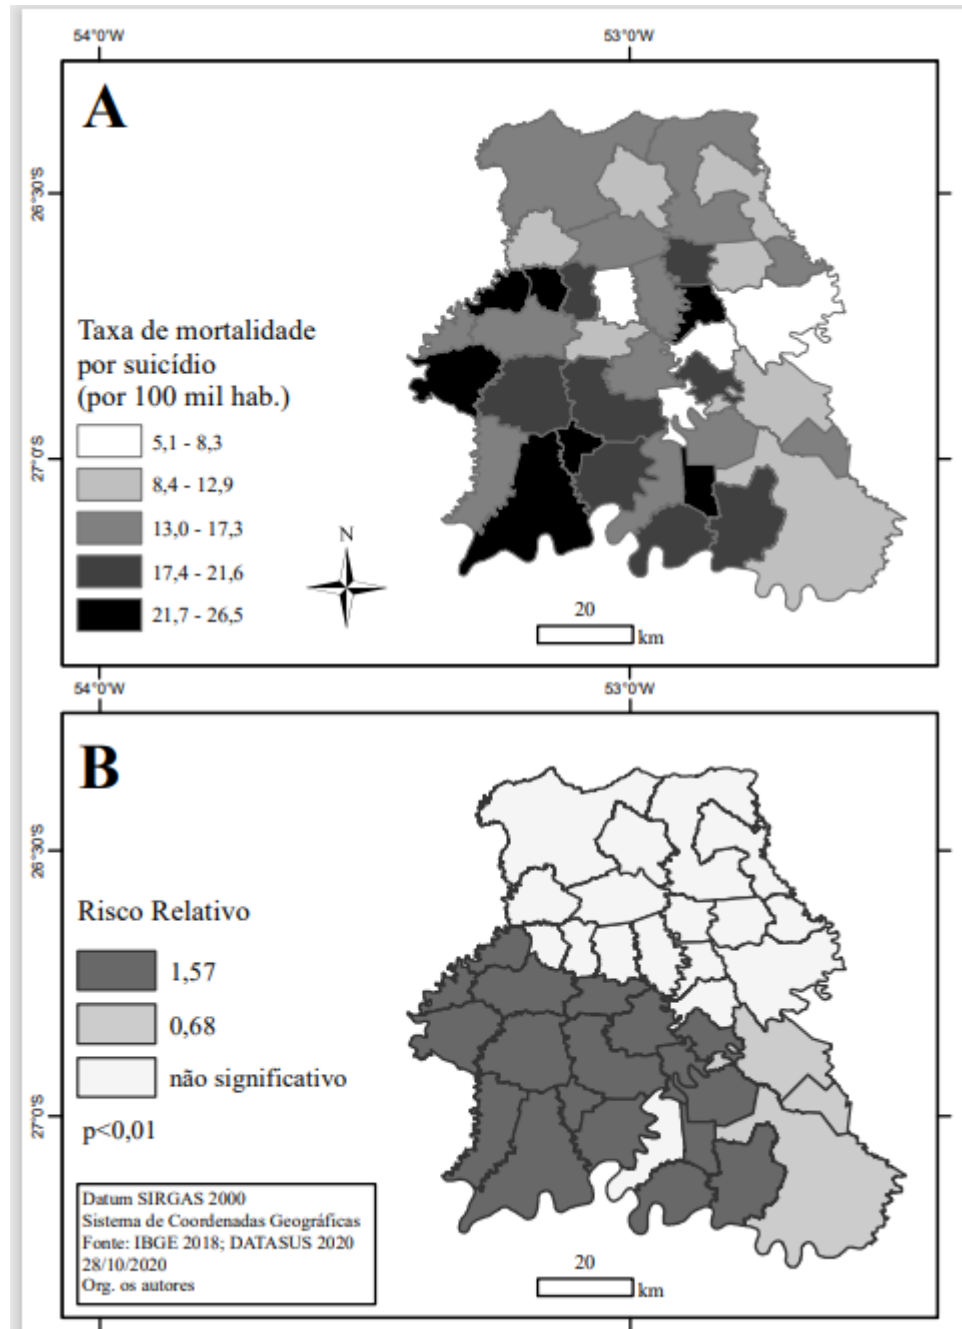 54°0'W
53°0'W
A
26°30'S
Taxa de mortalidade
por suicídio
(por 100 mil hab.)
5,1 - 8,3
8,4 - 12,9
13,0 - 17,3
17,4 - 21,6
21,7 - 26,5
27°0'S
N
20
km
54°0'W
53°0'W
B
26°30'S
Risco Relativo
1,57
0,68
não significativo
p<0,01
27°0'S
Datum SIRGAS 2000
Sistema de Coordenadas Geográficas
Fonte: IBGE 2018; DATASUS 2020
28/10/2020
Org. os autores
20
km